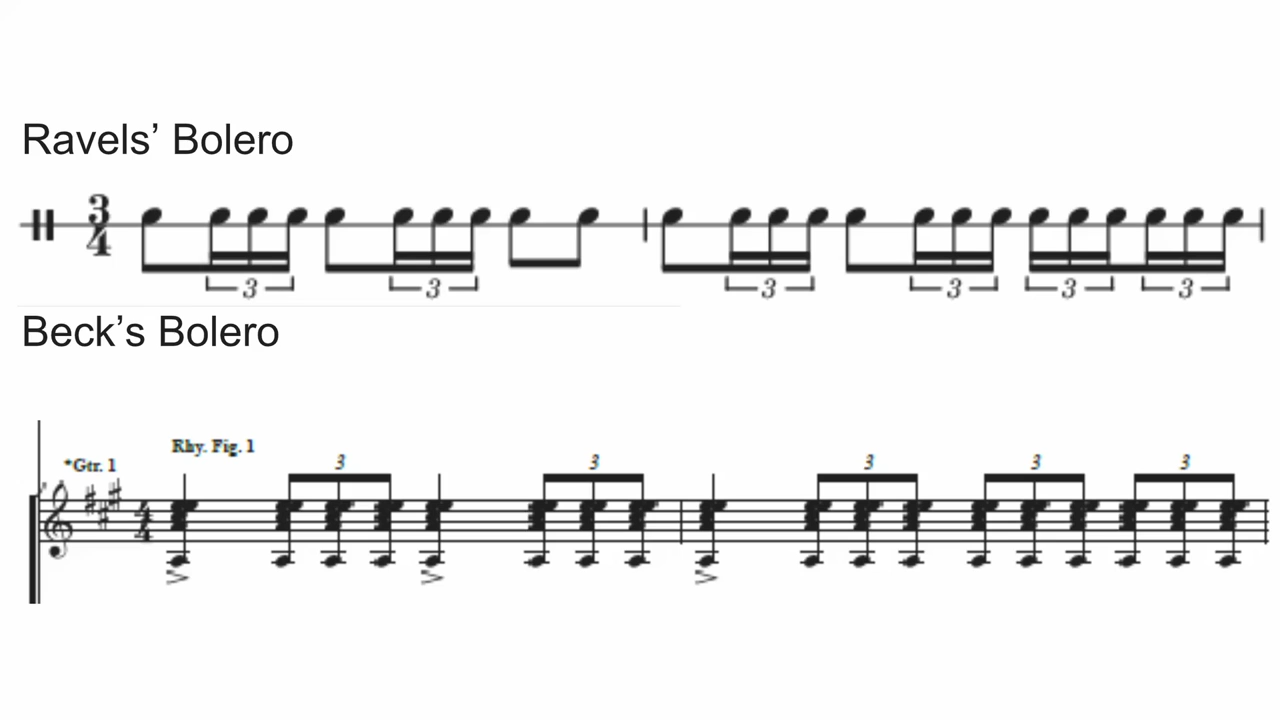 Ravels’ Bolero
3
4
3 3 3 3 3 3
Beck’s Bolero
Rhy. Fig. 1
*Gtr. 1
3 3 3 3 3
4
4